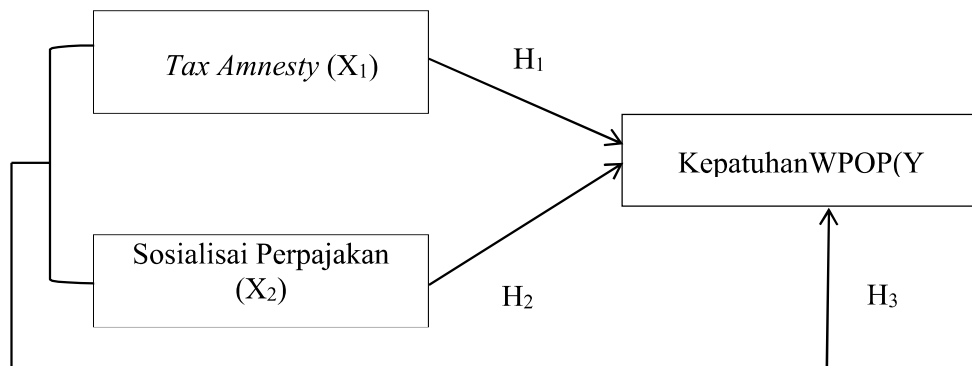 Tax Amnesty (X₁)
H₁
KepatuhanWPOP(Y
Sosialisai Perpajakan
(X₂)
H₂
H₃